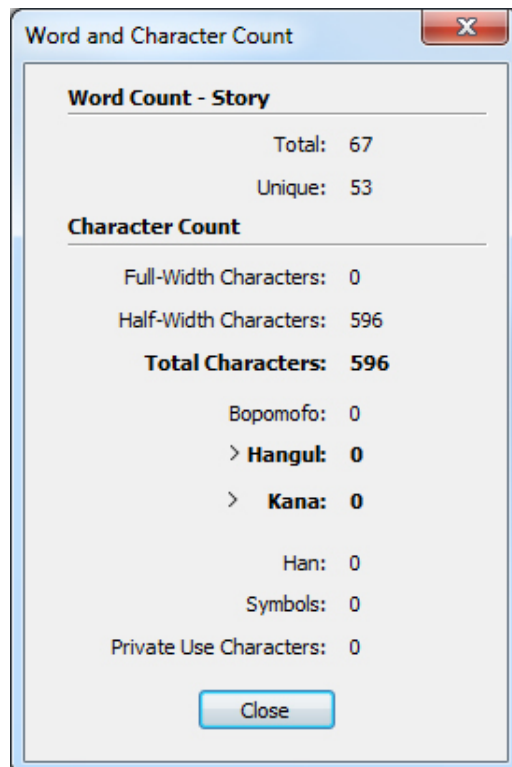 Word and Character Count
Word Count - Story
Total: 67
Unique: 53
Character Count
Full-Width Characters: 0
Half-Width Characters: 596
Total Characters: 596
Bopomofo: 0
> Hangul: 0
> Kana: 0
Han: 0
Symbols: 0
Private Use Characters: 0
Close